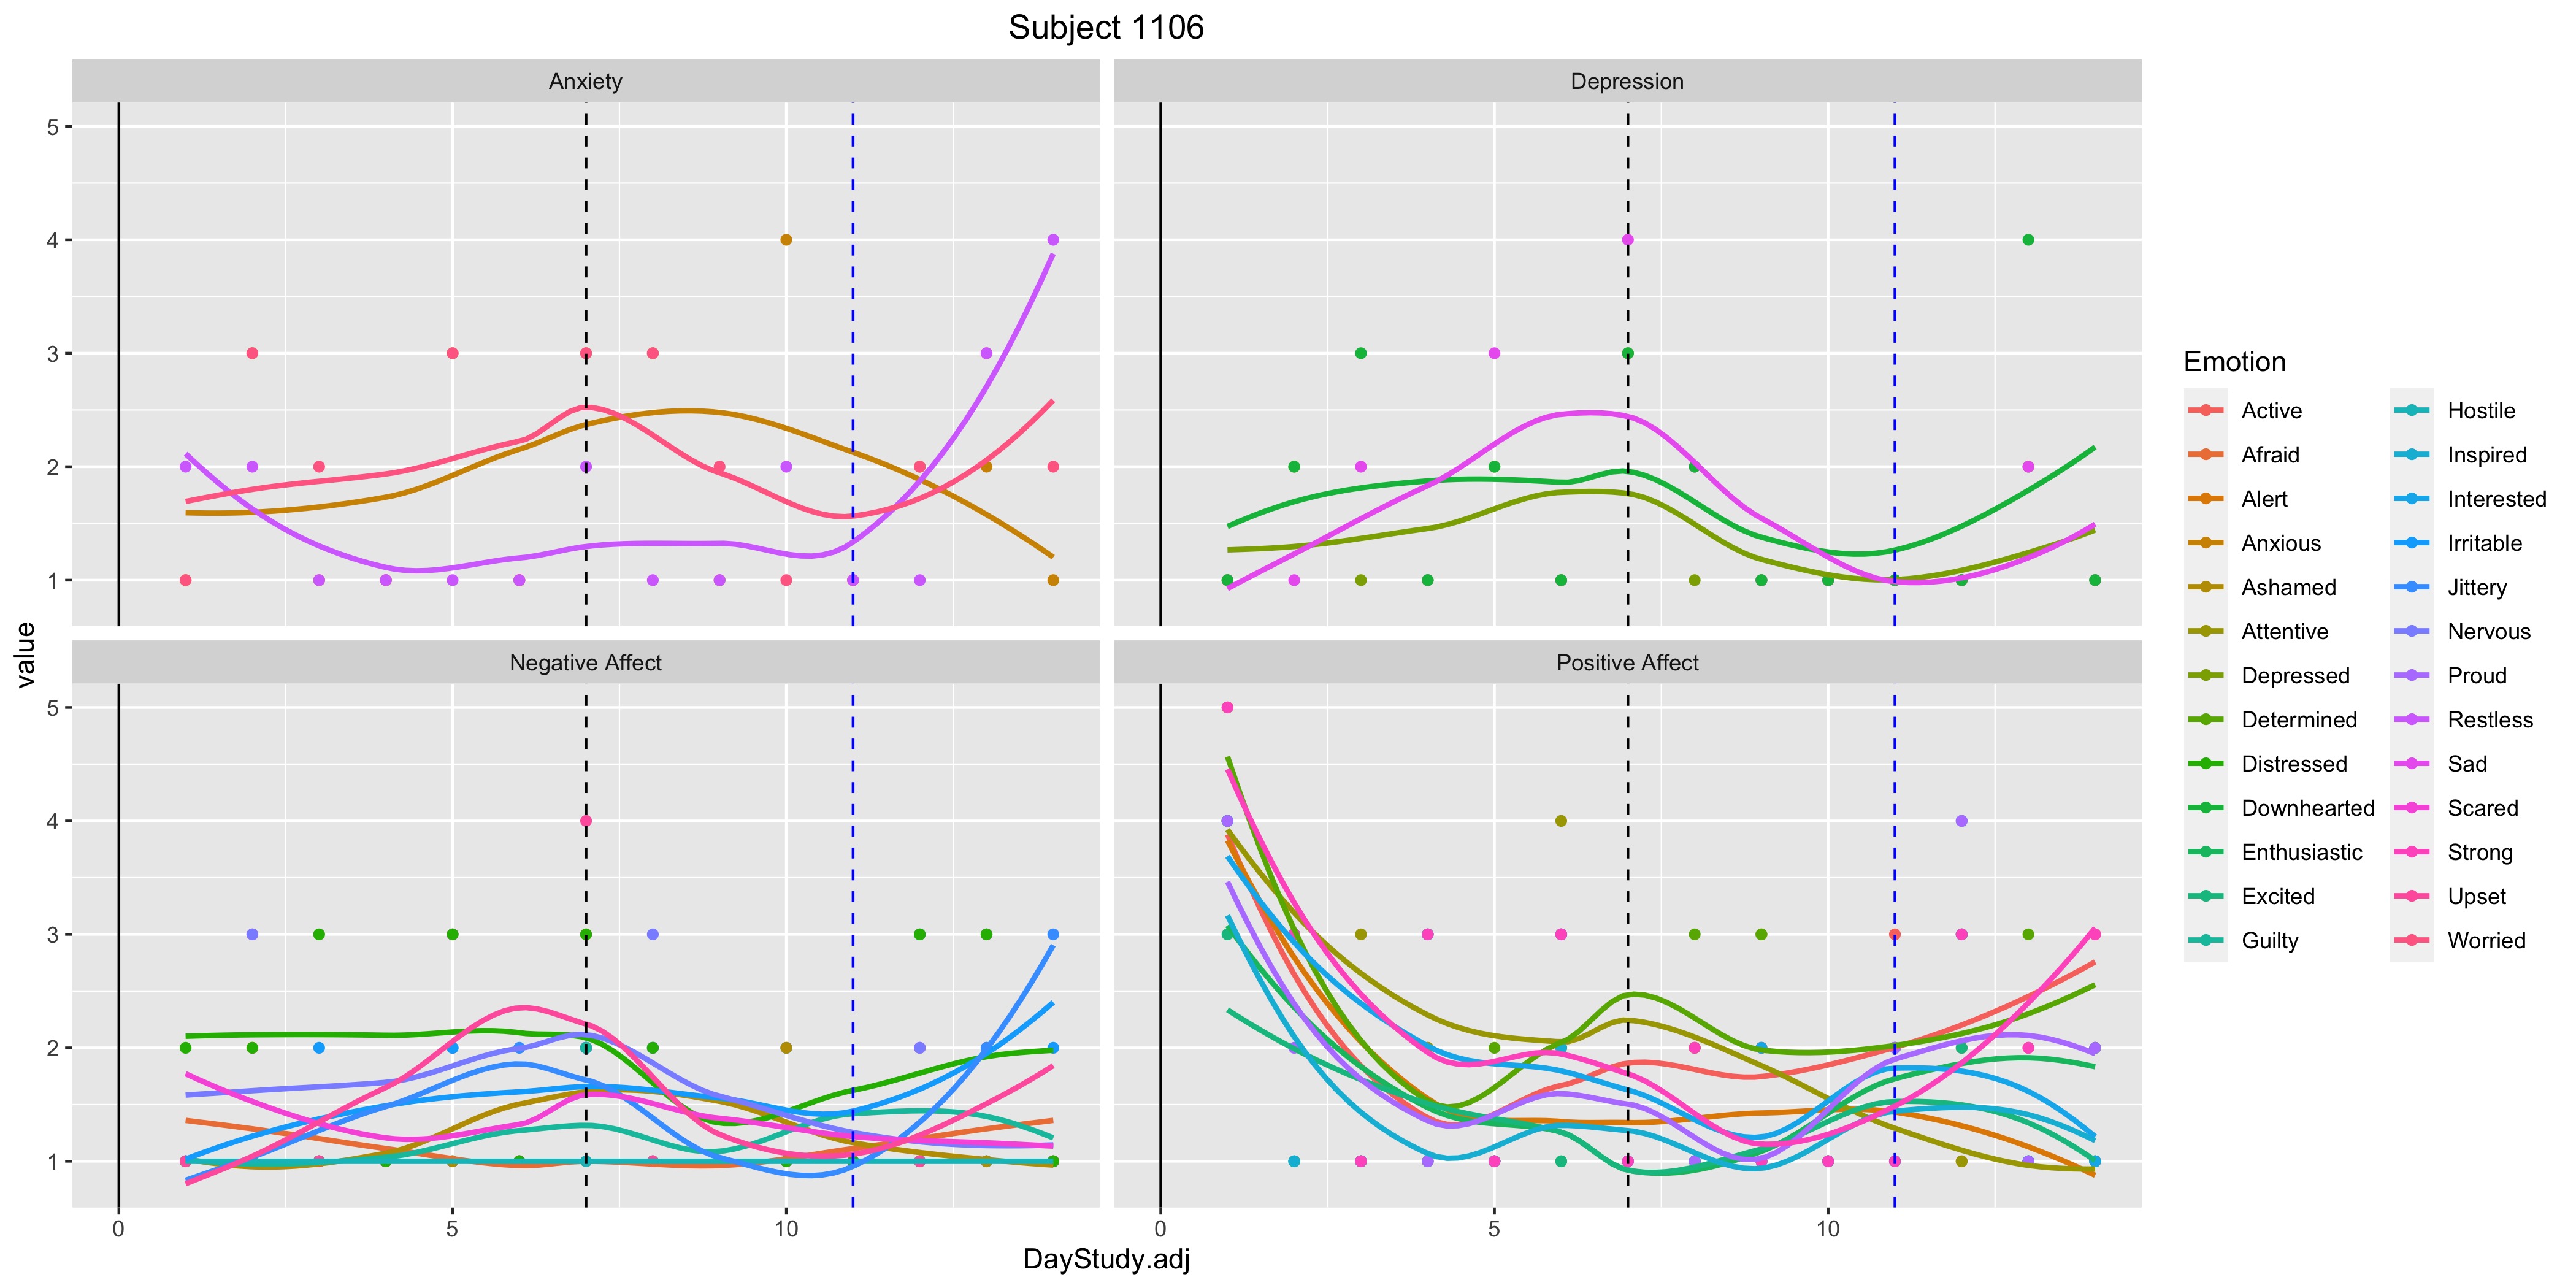 Subject 1106
Anxiety
Depression
5
4
3
2
1
Negative Affect
Positive Affect
5
4
3
2
1
0
5
10
0
5
10
value
DayStudy.adj
Emotion
Active
Afraid
Alert
Anxious
Ashamed
Attentive
Depressed
Determined
Distressed
Downhearted
Enthusiastic
Excited
Guilty
Hostile
Inspired
Interested
Irritable
Jittery
Nervous
Proud
Restless
Sad
Scared
Strong
Upset
Worried